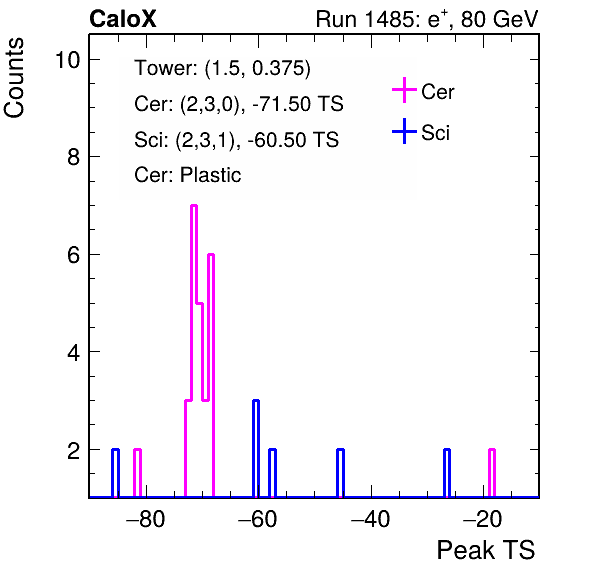 CaloX Run 1485: e⁺, 80 GeV
Counts
Tower: (1.5, 0.375)
Cer: (2,3,0), -71.50 TS
Sci: (2,3,1), -60.50 TS
Cer: Plastic
Cer
Sci
10
8
6
4
2
−80 −60 −40 −20
Peak TS